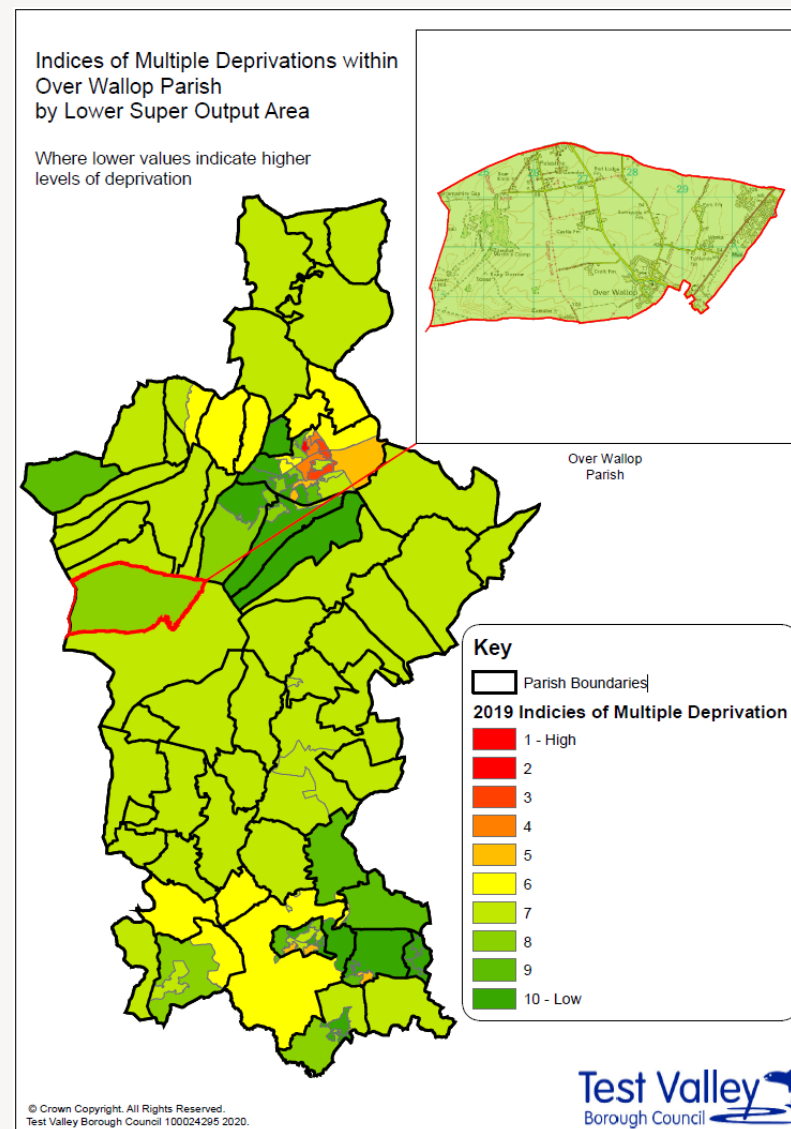 Indices of Multiple Deprivations within
Over Wallop Parish
by Lower Super Output Area
Where lower values indicate higher
levels of deprivation
28
29
Over Wallop
Over Wallop
Parish
Key
Parish Boundaries
2019 Indicies of Multiple Deprivation
1 - High
2
3
4
5
6
7
8
9
10 - Low
© Crown Copyright. All Rights Reserved.
Test Valley Borough Council 100024295 2020.
Test Valley
Borough Council